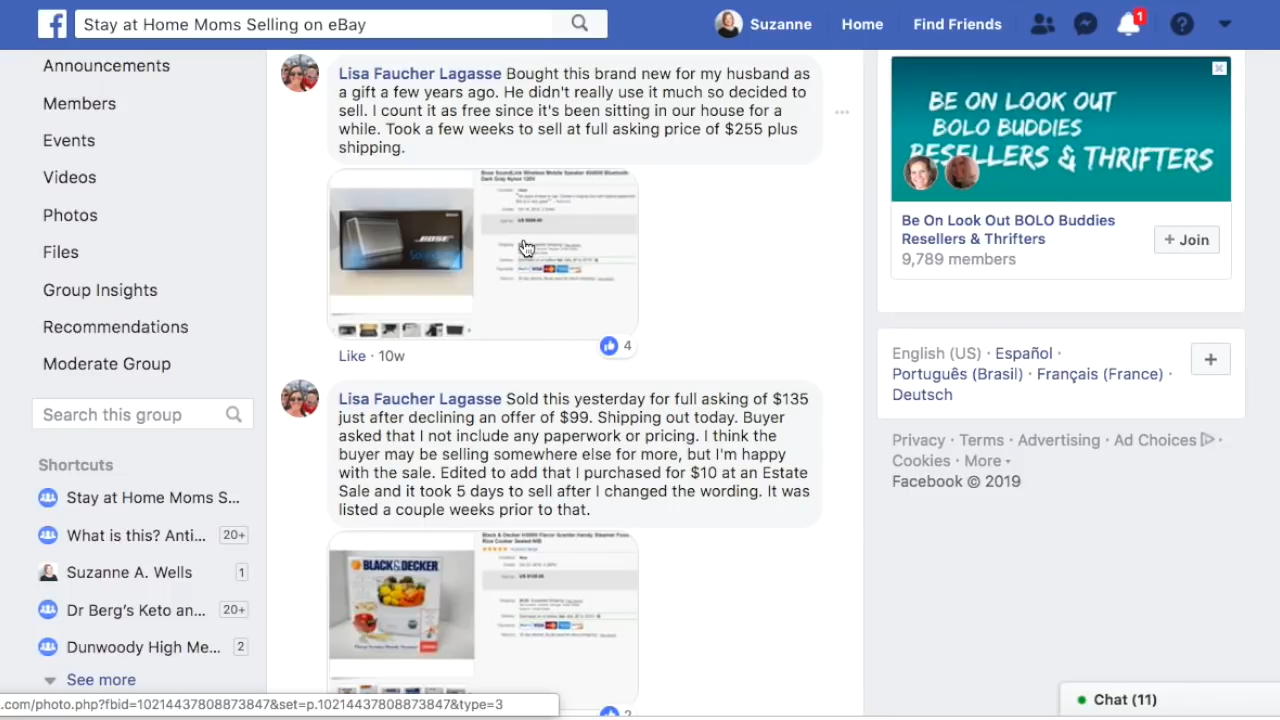 Stay at Home Moms Selling on eBay
Suzanne
Home
Find Friends
1
Announcements
Members
Events
Videos
Photos
Files
Group Insights
Recommendations
Moderate Group
Search this group
Shortcuts
Stay at Home Moms S...
What is this? Anti... 20+
Suzanne A. Wells 1
Dr Berg's Keto an... 20+
Dunwoody High Me... 2
See more
.com/photo.php?fbid=10214437808873847&set=p.10214437808873847&type=3
Lisa Faucher Lagasse Bought this brand new for my husband as
a gift a few years ago. He didn't really use it much so decided to
sell. I count it as free since it's been sitting in our house for a
while. Took a few weeks to sell at full asking price of $255 plus
shipping.
Bose SoundLink Wireless Mobile Speaker
BOSE
4
Like · 10w
Lisa Faucher Lagasse Sold this yesterday for full asking of $135
just after declining an offer of $99. Shipping out today. Buyer
asked that I not include any paperwork or pricing. I think the
buyer may be selling somewhere else for more, but I'm happy
with the sale. Edited to add that I purchased for $10 at an Estate
Sale and it took 5 days to sell after I changed the wording. It was
listed a couple weeks prior to that.
BLACK&DECKER
2
BE ON LOOK OUT
BOLO BUDDIES
RESELLERS & THRIFTERS
Be On Look Out BOLO Buddies
Resellers & Thrifters
9,789 members
+ Join
English (US) · Español ·
Português (Brasil) · Français (France) ·
Deutsch
Privacy · Terms · Advertising · Ad Choices ·
Cookies · More
Facebook © 2019
Chat (11)